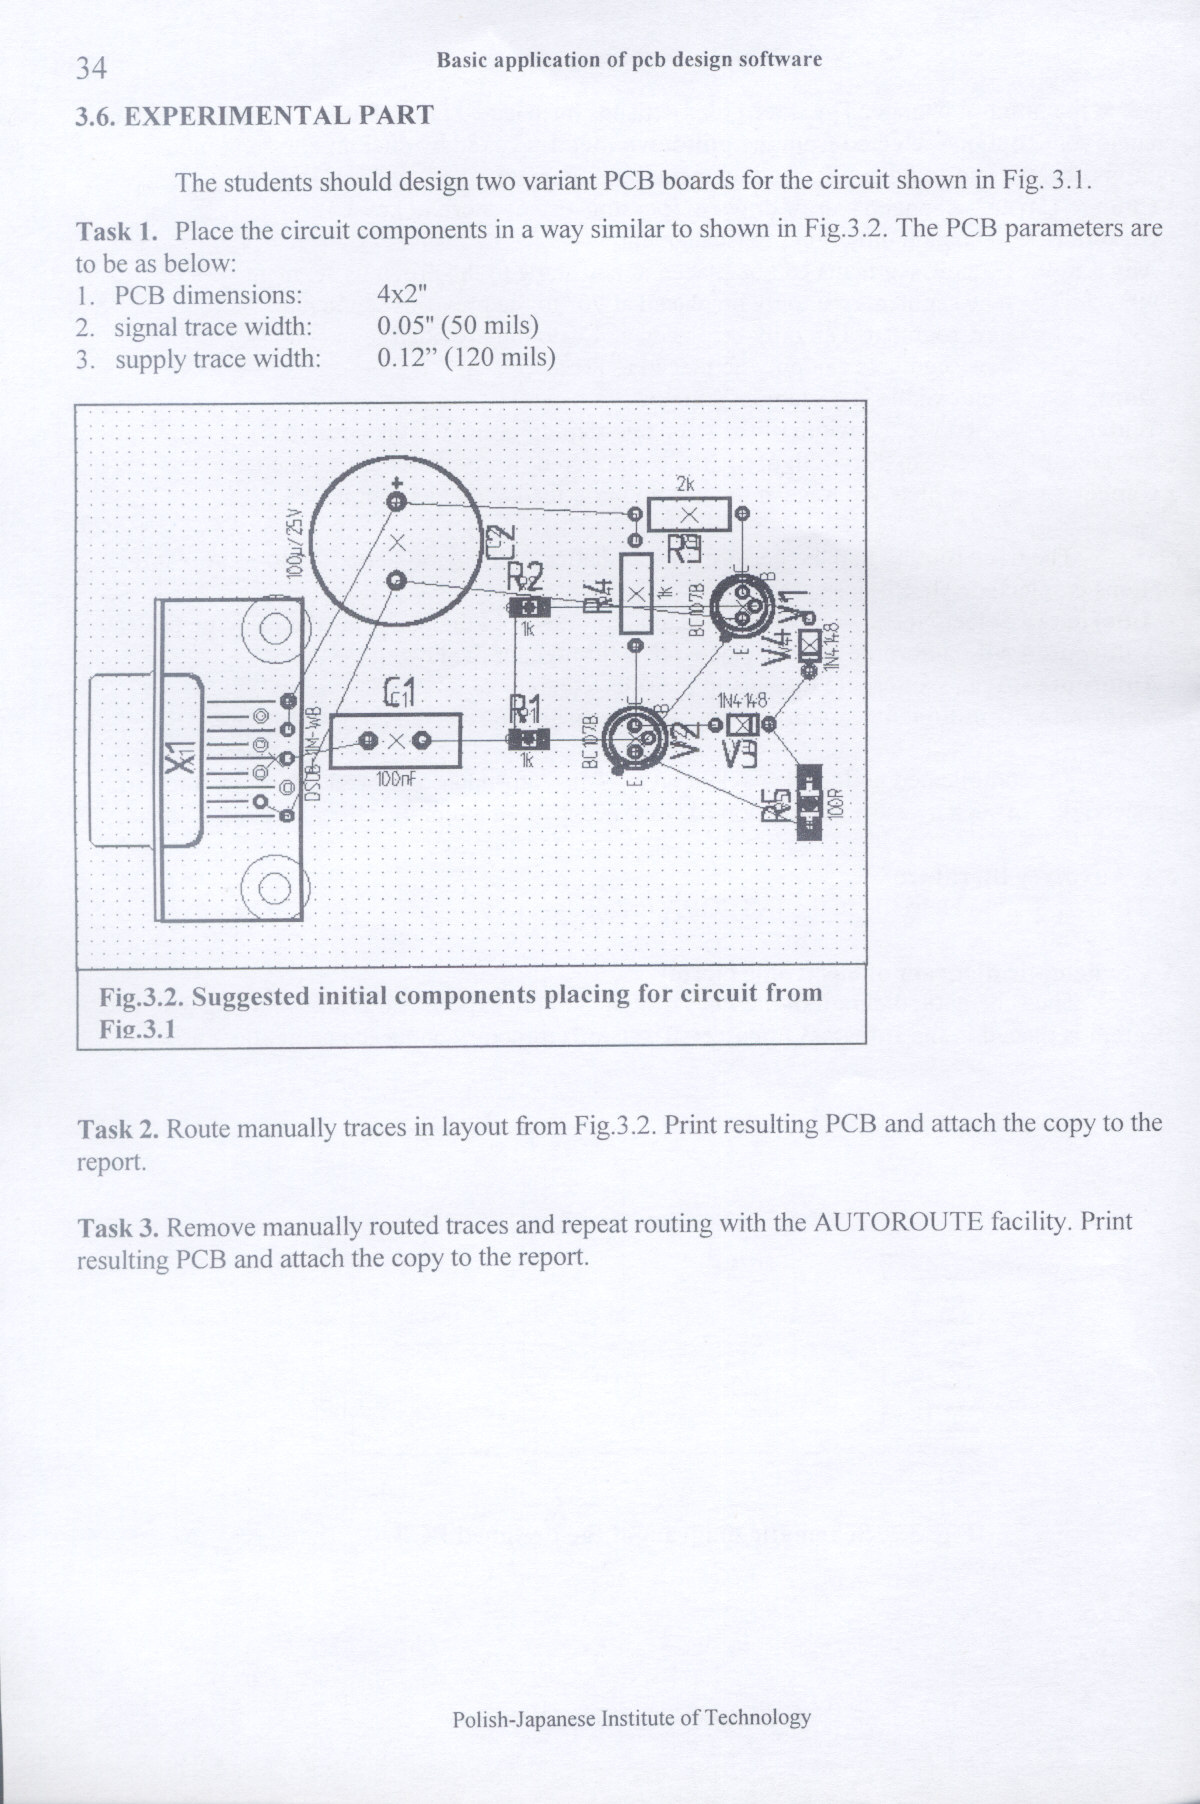 34
Basic application of pcb design software
3.6. EXPERIMENTAL PART
The students should design two variant PCB boards for the circuit shown in Fig. 3.1.
Task 1. Place the circuit components in a way similar to shown in Fig.3.2. The PCB parameters are
to be as below:
1. PCB dimensions: 4x2"
2. signal trace width: 0.05" (50 mils)
3. supply trace width: 0.12” (120 mils)
2k
+
100µ/25V
C2
R3
R2
1k
R4
1k
C
B
BC107B
E
V1
V4
1N4148
C1
100nF
R1
1k
C
B
BC107B
E
V2
1N4148
V3
X1
DSUB-9M-WB
R5
100R
Fig.3.2. Suggested initial components placing for circuit from
Fig.3.1
Task 2. Route manually traces in layout from Fig.3.2. Print resulting PCB and attach the copy to the
report.
Task 3. Remove manually routed traces and repeat routing with the AUTOROUTE facility. Print
resulting PCB and attach the copy to the report.
Polish-Japanese Institute of Technology